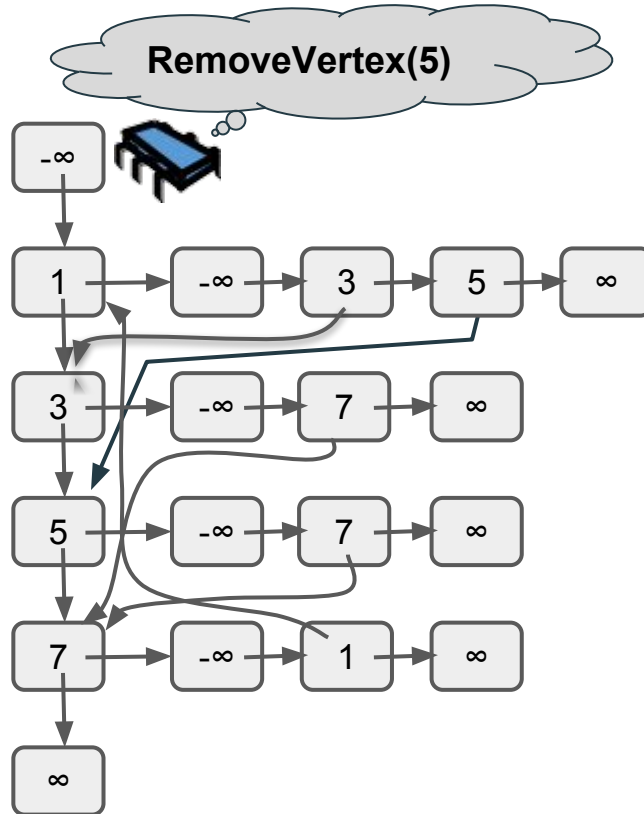 RemoveVertex(5)
-∞
1 -∞ 3 5 ∞
3 -∞ 7 ∞
5 -∞ 7 ∞
7 -∞ 1 ∞
∞